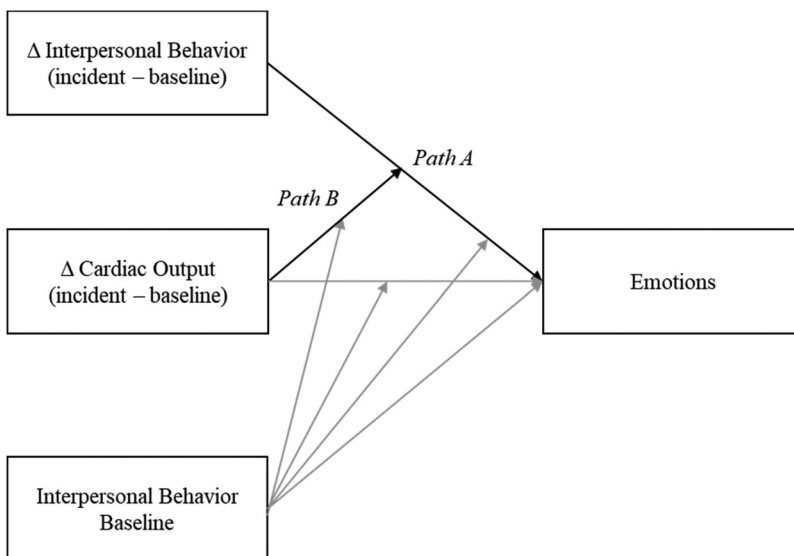 Δ Interpersonal Behavior
(incident – baseline)
Path A
Path B
Δ Cardiac Output
(incident – baseline)
Emotions
Interpersonal Behavior
Baseline